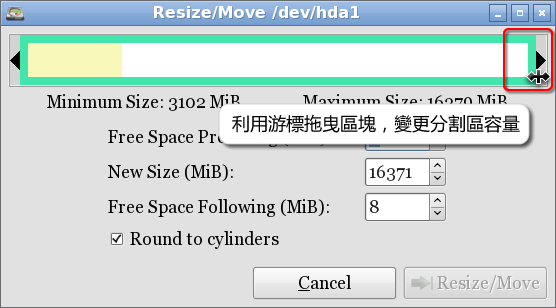 Resize/Move /dev/hda1
Minimum Size: 3102 MiB
Maximum Size: 16379 MiB
利用游標拖曳區塊，變更分割區容量
Free Space
New Size (MiB):
16371
Free Space Following (MiB):
8
Round to cylinders
Cancel
Resize/Move